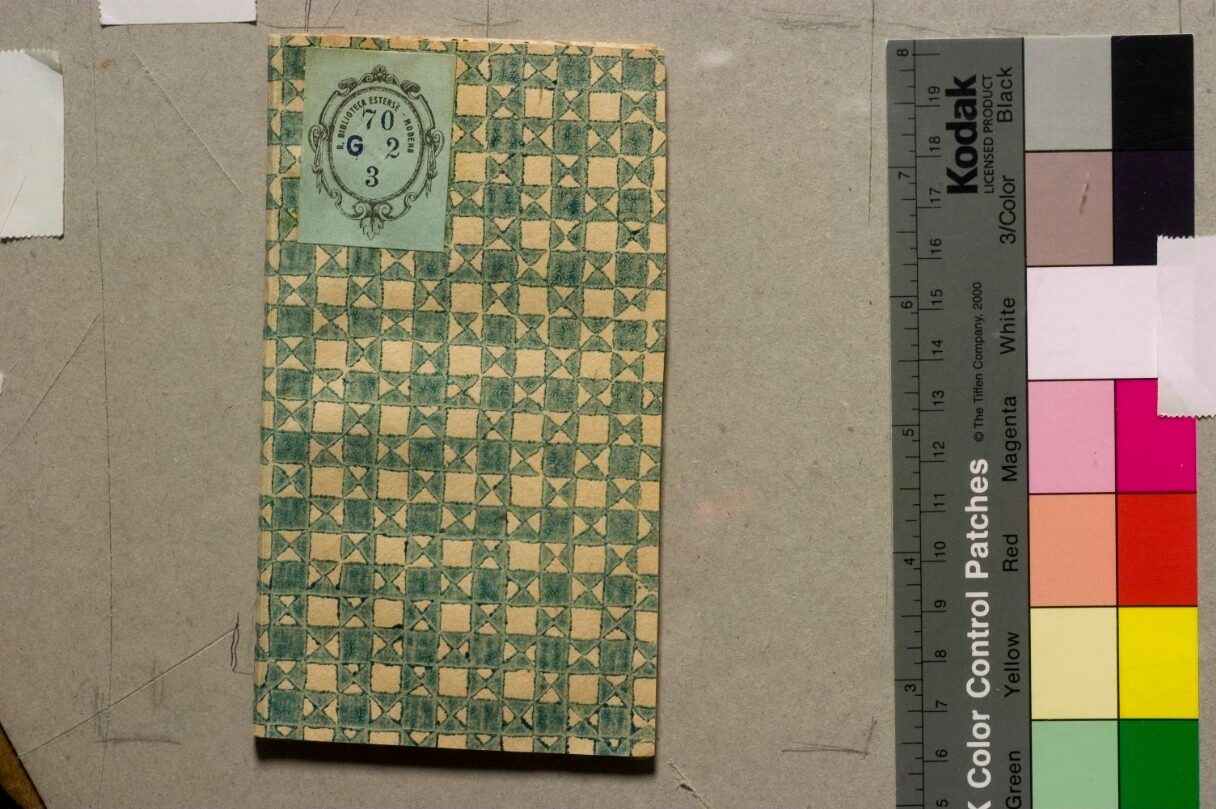 R. BIBLIOTECA ESTENSE · MODENA
70
G 2
3
Kodak
LICENSED PRODUCT
© The Tiffen Company, 2000
Color Control Patches
Black
3/Color
White
Magenta
Red
Yellow
Green
8
7
6
5
4
3
19
18
17
16
15
14
13
12
11
10
9
8
7
6
5